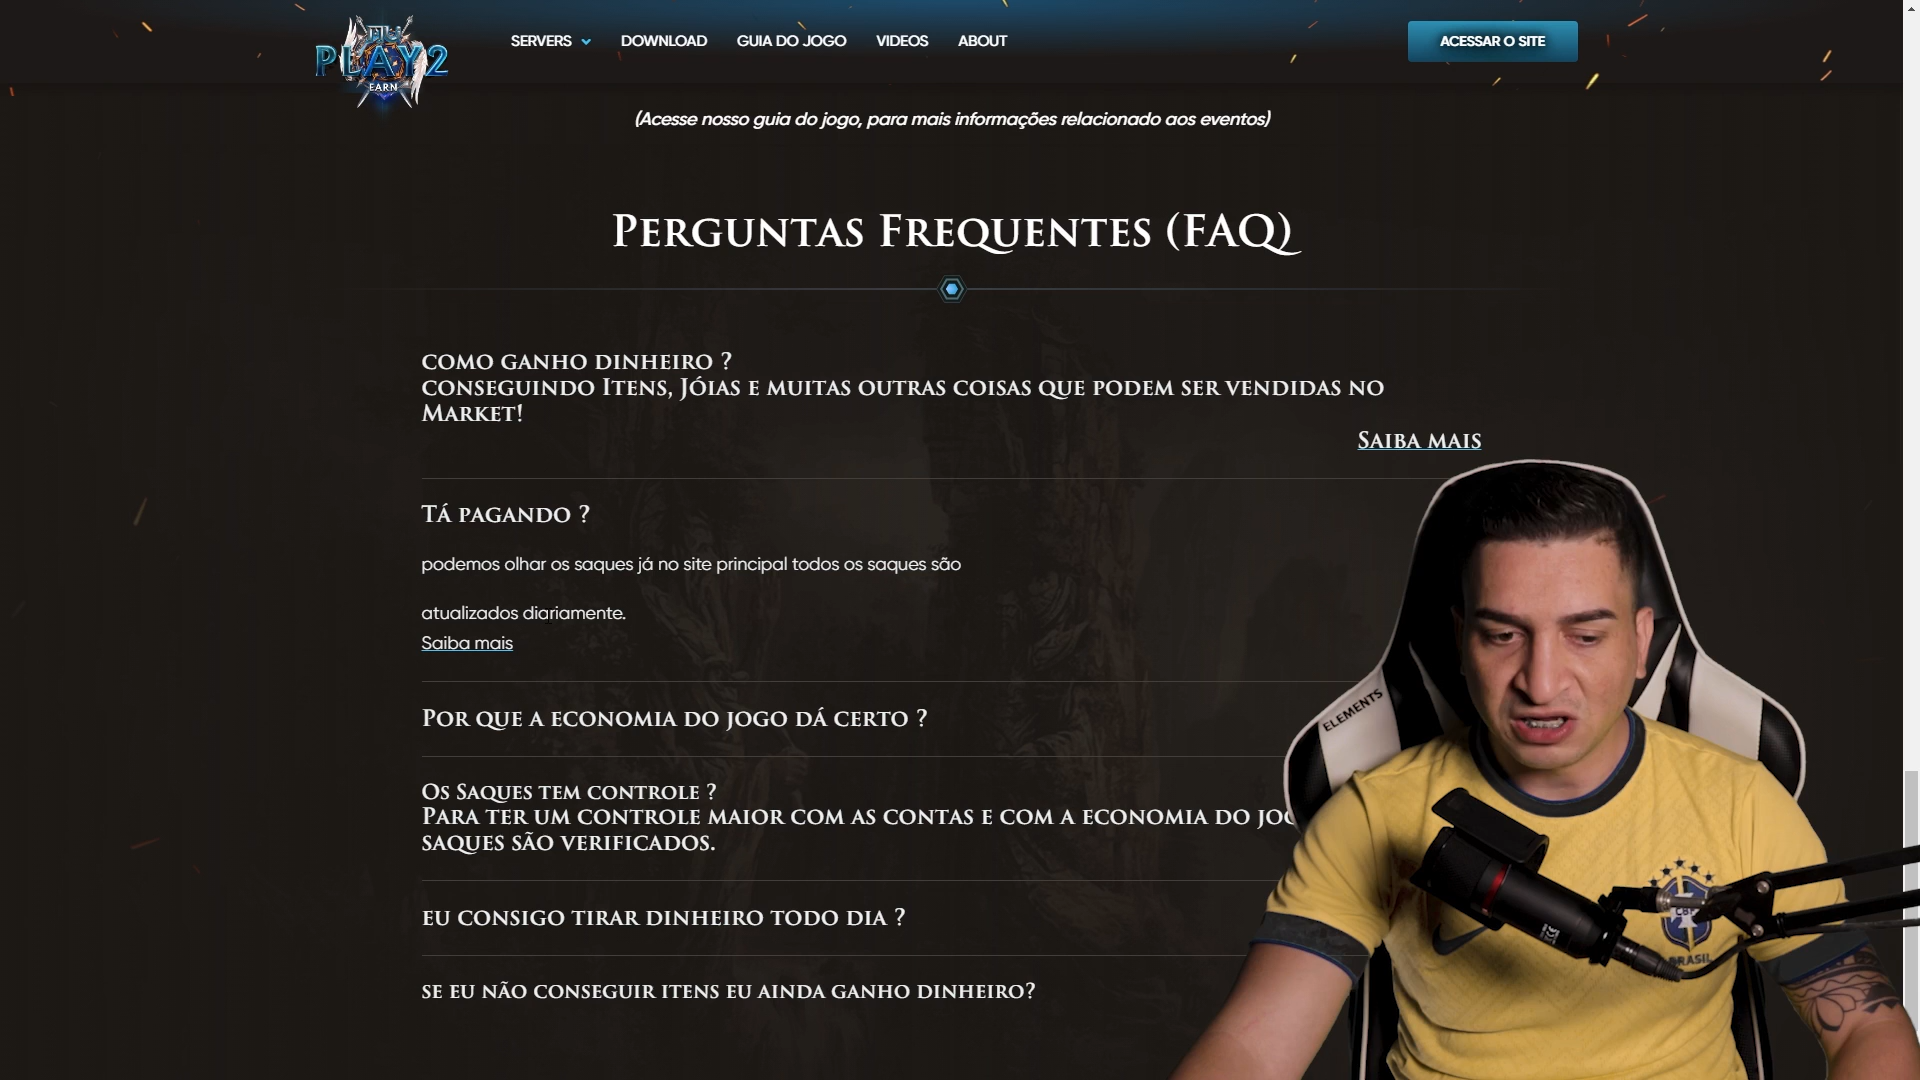 MU
PLAY2
EARN
SERVERS
DOWNLOAD
GUIA DO JOGO
VIDEOS
ABOUT
ACESSAR O SITE
(Acesse nosso guia do jogo, para mais informações relacionado aos eventos)
Perguntas Frequentes (FAQ)
como ganho dinheiro ?
conseguindo Itens, Jóias e muitas outras coisas que podem ser vendidas no
Market!
Saiba mais
Tá pagando ?
podemos olhar os saques já no site principal todos os saques são
atualizados diariamente.
Saiba mais
Por que a economia do jogo dá certo ?
Os Saques tem controle ?
Para ter um controle maior com as contas e com a economia do
saques são verificados.
eu consigo tirar dinheiro todo dia ?
se eu não conseguir itens eu ainda ganho dinheiro?
ELEMENTS
BRASIL